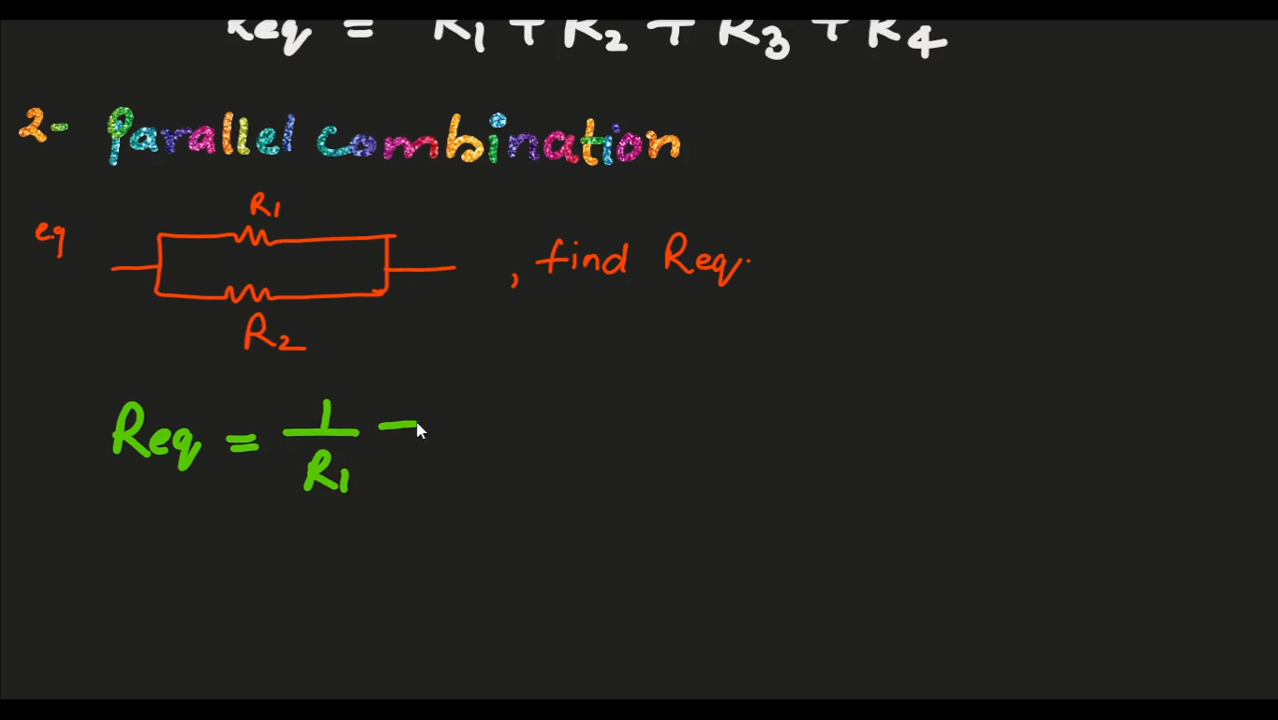 Req = R1 + R2 + R3 + R4
2- Parallel combination
R1
eg
, find Req.
R2
Req = 1/R1 -